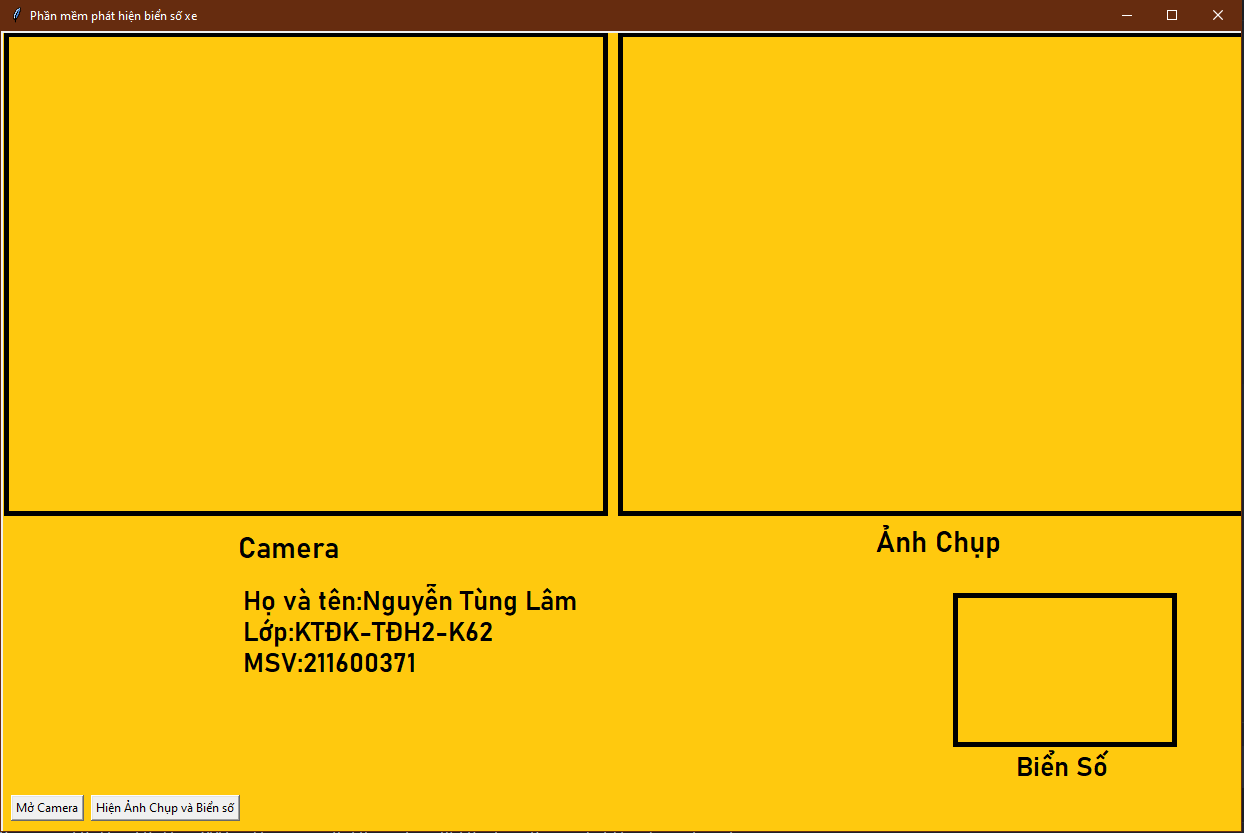 Phần mềm phát hiện biển số xe
Camera
Ảnh Chụp
Họ và tên:Nguyễn Tùng Lâm
Lớp:KTĐK-TĐH2-K62
MSV:211600371
Biển Số
Mở Camera
Hiện Ảnh Chụp và Biển số